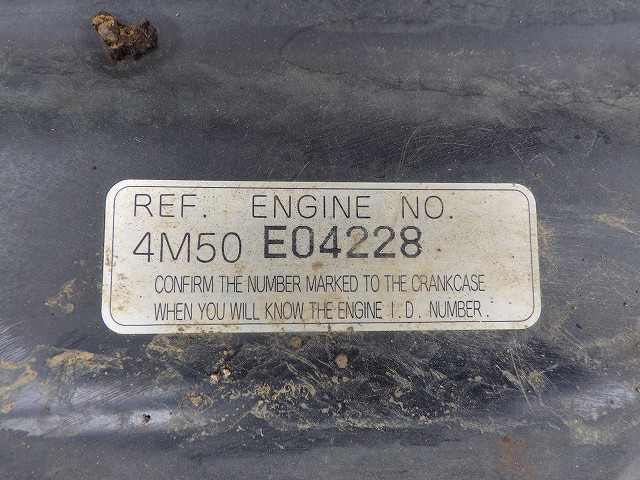 REF. ENGINE NO.
4M50 E04228
CONFIRM THE NUMBER MARKED TO THE CRANKCASE
WHEN YOU WILL KNOW THE ENGINE I.D. NUMBER.